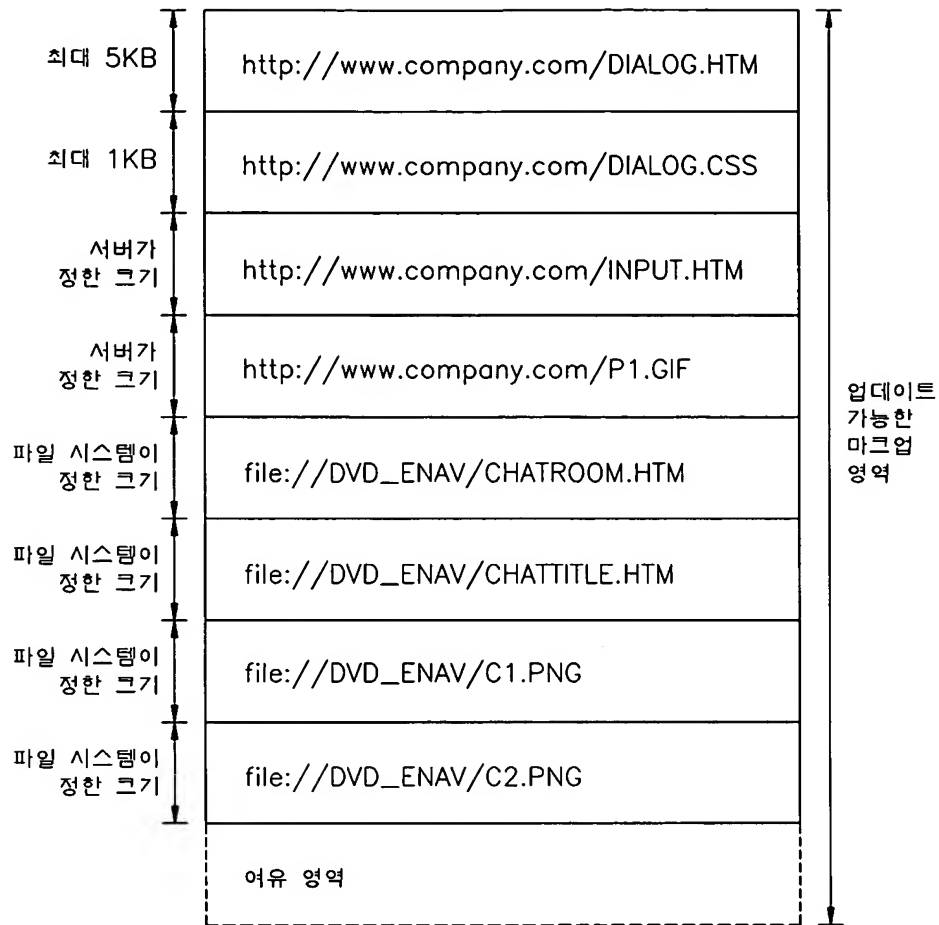 최대 5KB
http://www.company.com/DIALOG.HTM
최대 1KB
http://www.company.com/DIALOG.CSS
서버가
정한 크기
http://www.company.com/INPUT.HTM
서버가
정한 크기
http://www.company.com/P1.GIF
파일 시스템이
정한 크기
file://DVD_ENAV/CHATROOM.HTM
파일 시스템이
정한 크기
file://DVD_ENAV/CHATTITLE.HTM
파일 시스템이
정한 크기
file://DVD_ENAV/C1.PNG
파일 시스템이
정한 크기
file://DVD_ENAV/C2.PNG
여유 영역
업데이트
가능한
마크업
영역